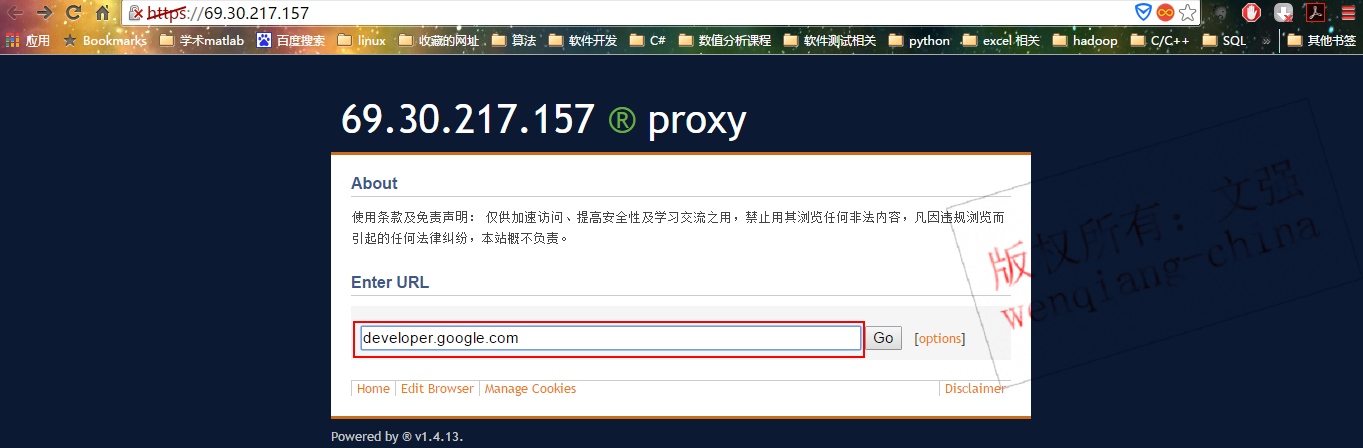 https://69.30.217.157
应用 Bookmarks 学术matlab 百度搜索 linux 收藏的网址 算法 软件开发 C# 数值分析课程 软件测试相关 python excel 相关 hadoop C/C++ SQL » 其他书签
69.30.217.157 ® proxy
About
使用条款及免责声明： 仅供加速访问、提高安全性及学习交流之用，禁止用其浏览任何非法内容，凡因违规浏览而
引起的任何法律纠纷，本站概不负责。
Enter URL
developer.google.com Go [options]
Home Edit Browser Manage Cookies Disclaimer
Powered by ® v1.4.13.
版权所有：文强
wenqiang-china